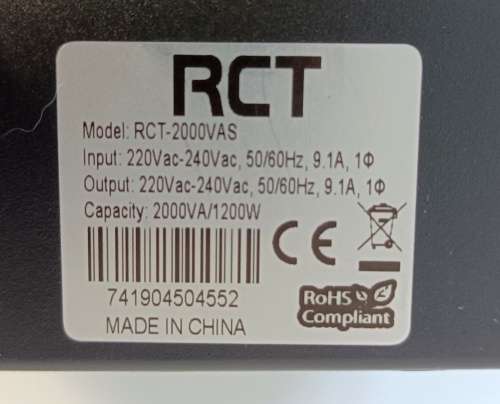 RCT
Model: RCT-2000VAS
Input: 220Vac-240Vac, 50/60Hz, 9.1A, 1Φ
Output: 220Vac-240Vac, 50/60Hz, 9.1A, 1Φ
Capacity: 2000VA/1200W
CE
741904504552
RoHS
Compliant
MADE IN CHINA